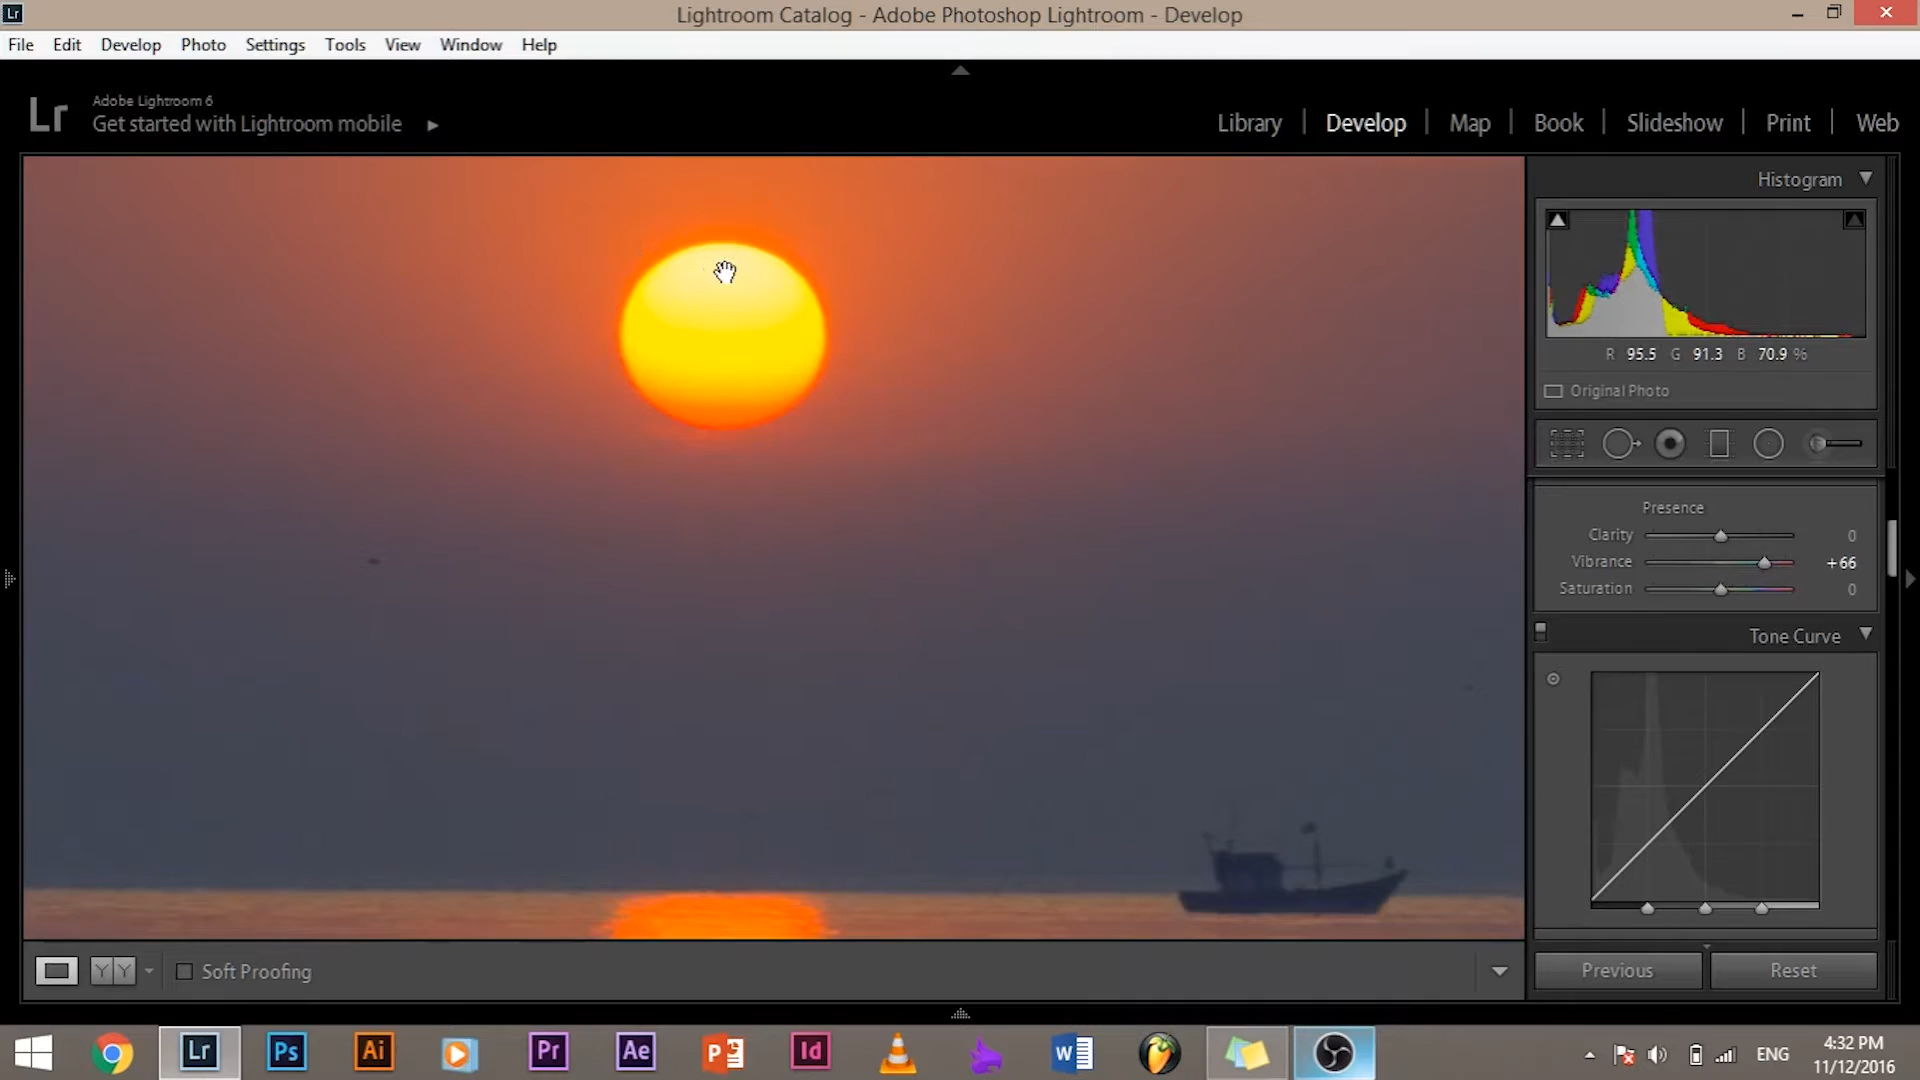 Lr
Lightroom Catalog - Adobe Photoshop Lightroom - Develop
File Edit Develop Photo Settings Tools View Window Help
Lr
Adobe Lightroom 6
Get started with Lightroom mobile
Library | Develop | Map | Book | Slideshow | Print | Web
Histogram
R 95.5 G 91.3 B 70.9 %
Original Photo
Presence
Clarity 0
Vibrance +66
Saturation 0
Tone Curve
YY Soft Proofing
Previous Reset
Lr Ps Ai Pr Ae P Id W
ENG
4:32 PM
11/12/2016